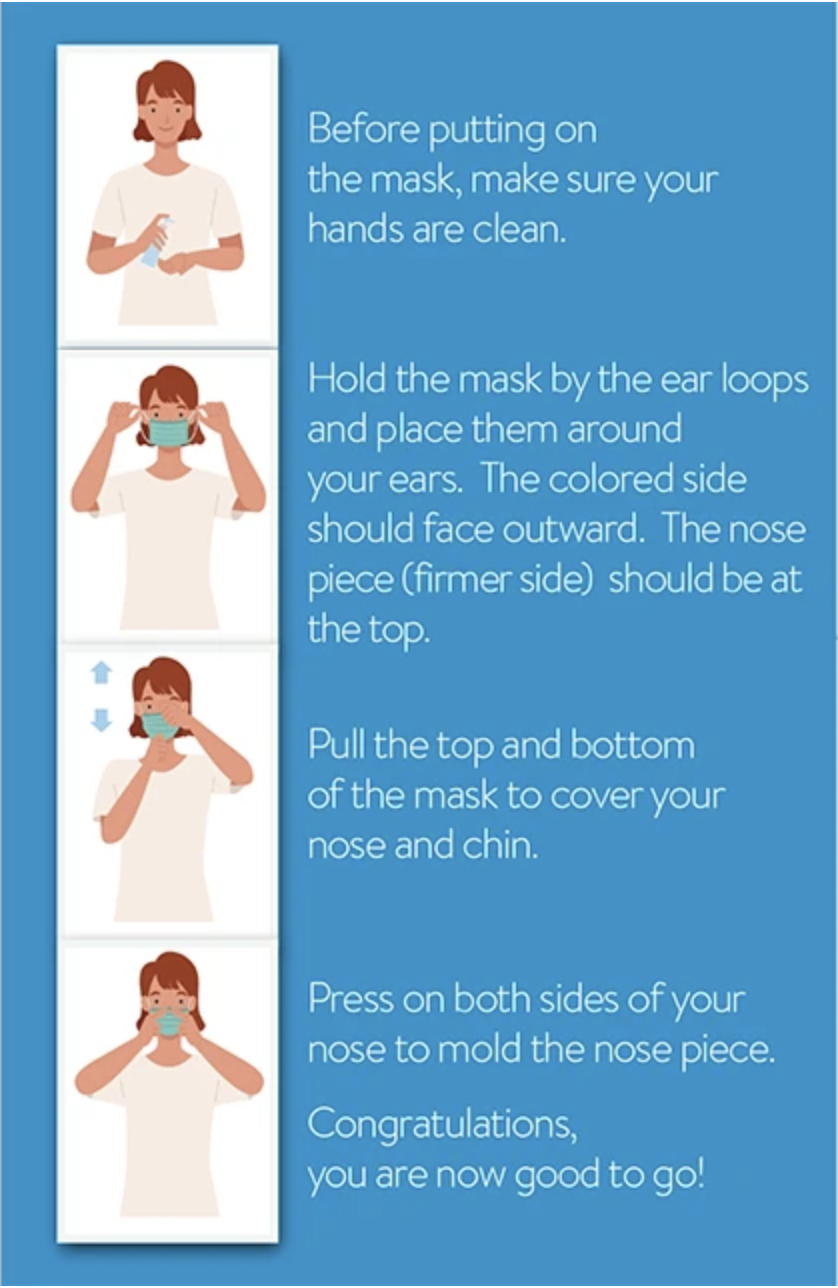 Before putting on
the mask, make sure your
hands are clean.
Hold the mask by the ear loops
and place them around
your ears.  The colored side
should face outward.  The nose
piece (firmer side)  should be at
the top.
Pull the top and bottom
of the mask to cover your
nose and chin.
Press on both sides of your
nose to mold the nose piece.
Congratulations,
you are now good to go!